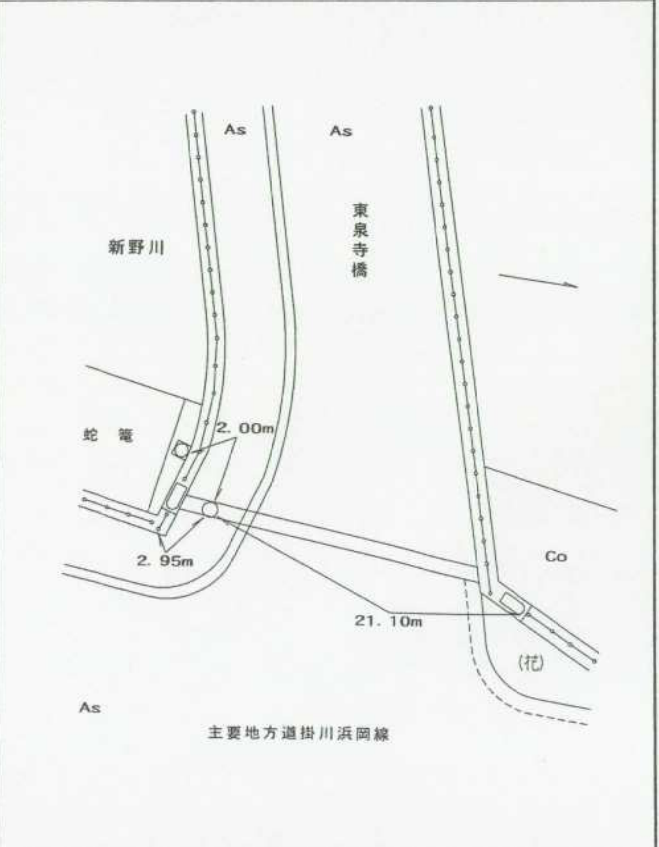 As
As
東泉寺橋
新野川
2. 00m
蛇 篭
2. 95m
Co
21. 10m
(花)
As
主要地方道掛川浜岡線